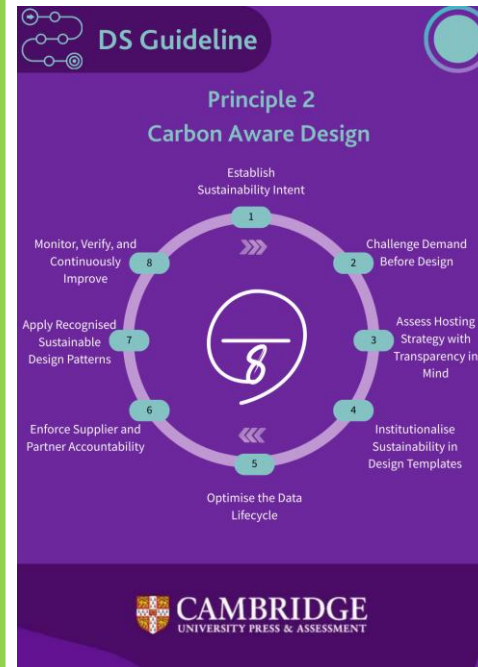 DS Guideline
Principle 2
Carbon Aware Design
Establish
Sustainability Intent
1
Challenge Demand
Before Design
2
Assess Hosting
Strategy with
Transparency in
Mind
3
Institutionalise
Sustainability in
Design Templates
4
Optimise the Data
Lifecycle
5
Enforce Supplier and
Partner Accountability
6
Apply Recognised
Sustainable
Design Patterns
7
Monitor, Verify, and
Continuously
Improve
8
8
CAMBRIDGE
UNIVERSITY PRESS & ASSESSMENT